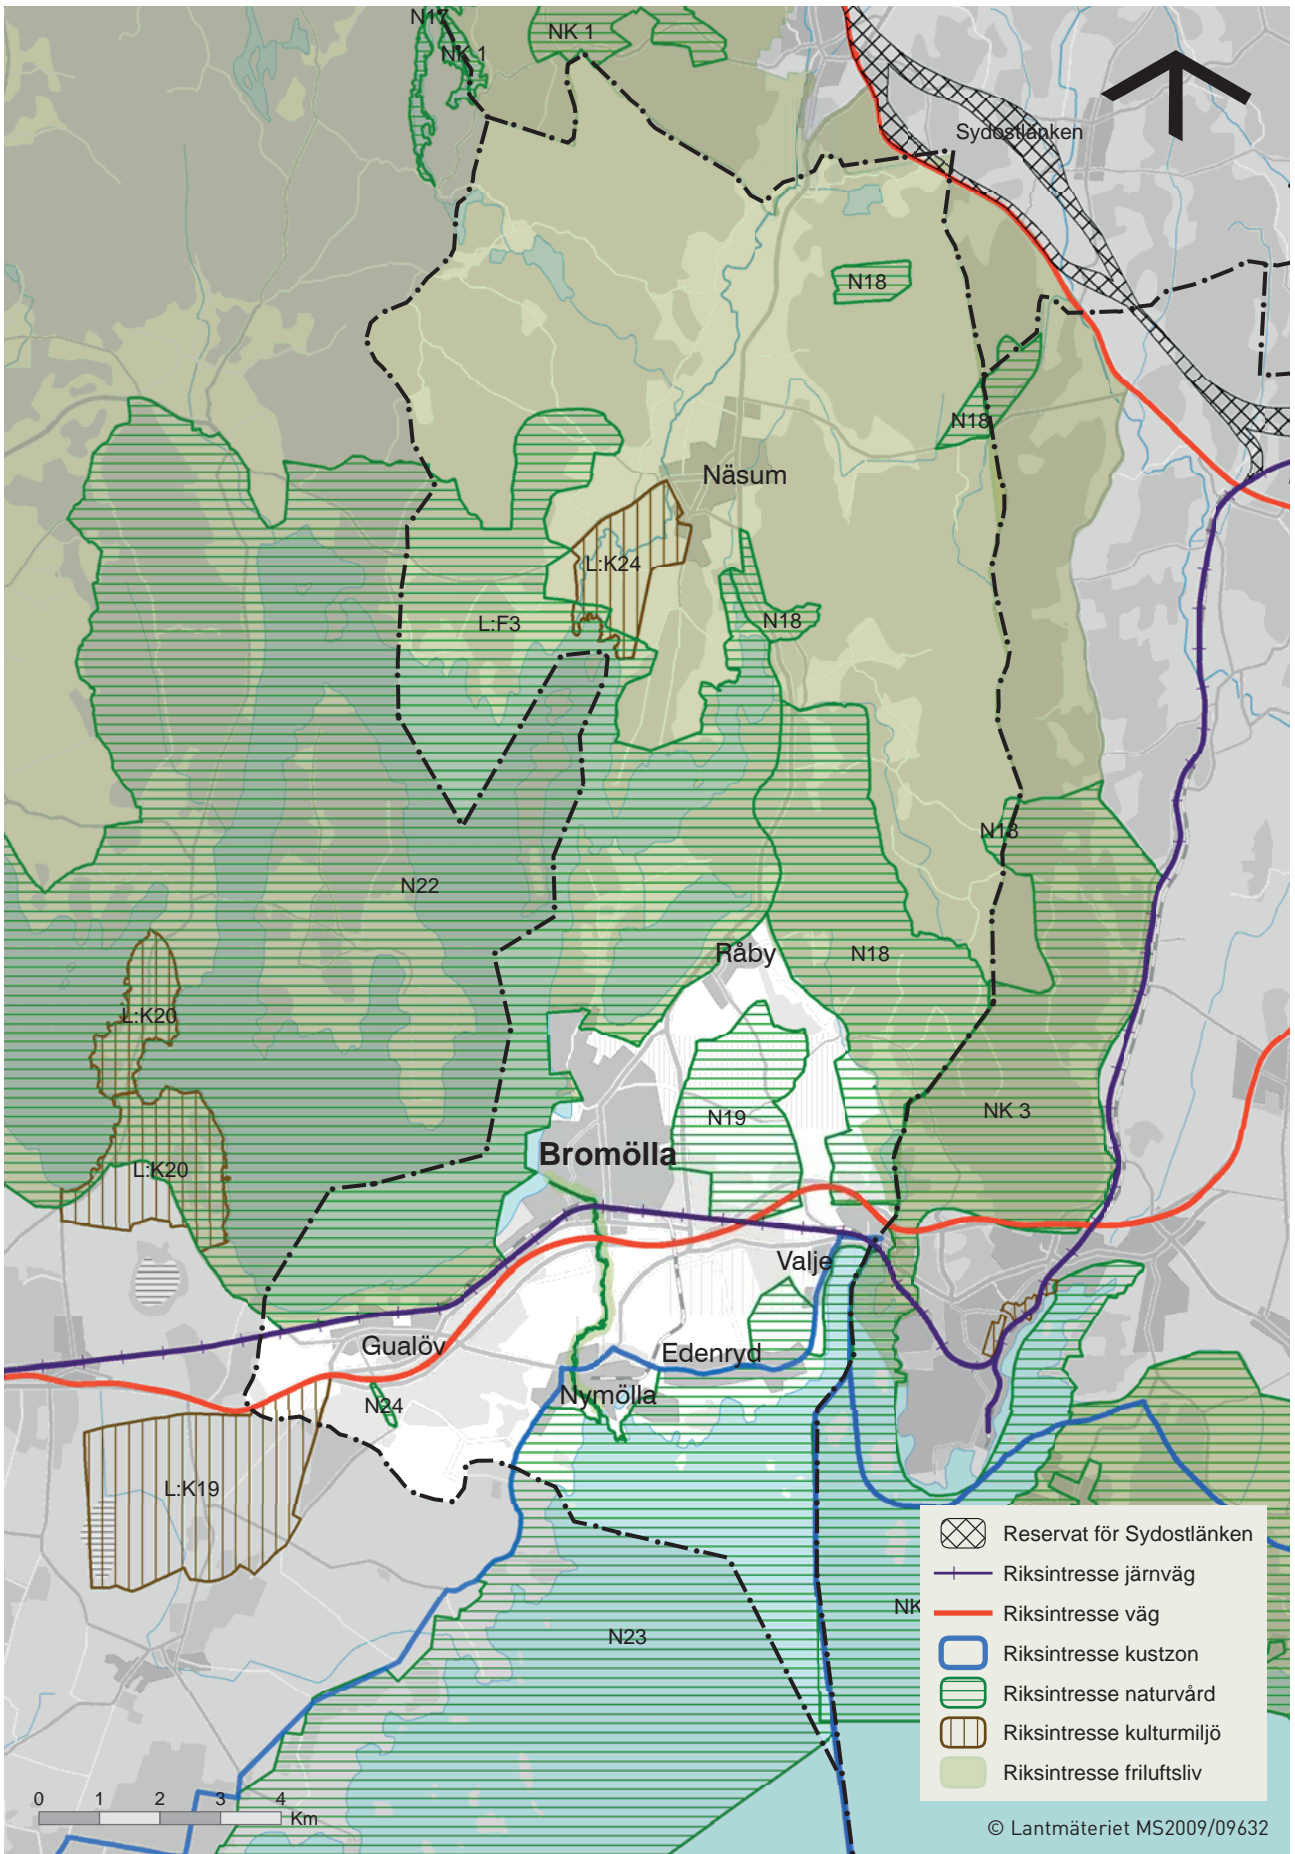 N17
NK 1
NK 1
Sydostlänken
N18
N18
Näsum
L:K24
L:F3
N18
N18
N22
Råby
N18
L:K20
NK 3
N19
Bromölla
L:K20
Valje
Gualöv
Edenryd
Nymölla
N24
L:K19
N23
NK
Reservat för Sydostlänken
Riksintresse järnväg
Riksintresse väg
Riksintresse kustzon
Riksintresse naturvård
Riksintresse kulturmiljö
Riksintresse friluftsliv
0 1 2 3 4
Km
© Lantmäteriet MS2009/09632